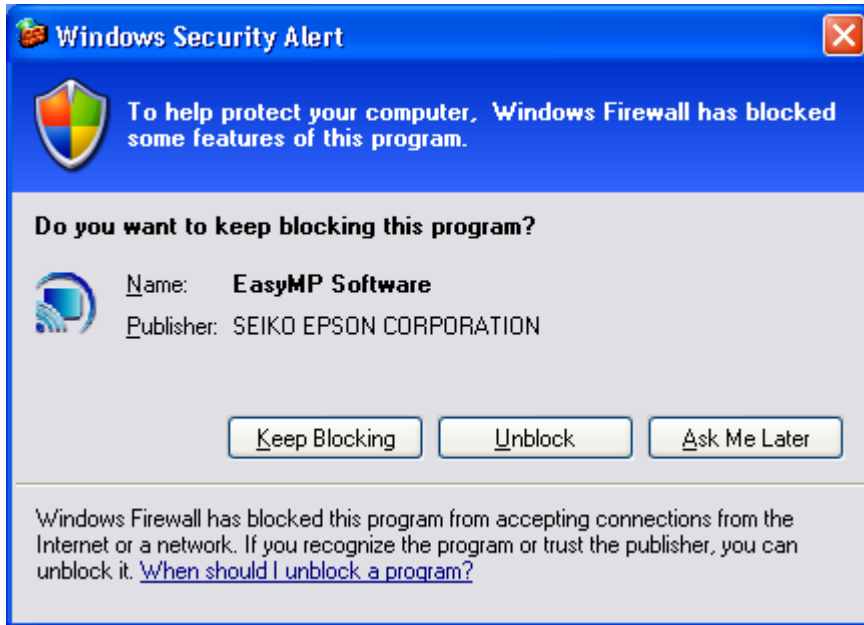 Windows Security Alert
To help protect your computer, Windows Firewall has blocked
some features of this program.
Do you want to keep blocking this program?
Name: EasyMP Software
Publisher: SEIKO EPSON CORPORATION
Keep Blocking Unblock Ask Me Later
Windows Firewall has blocked this program from accepting connections from the
Internet or a network. If you recognize the program or trust the publisher, you can
unblock it. When should I unblock a program?